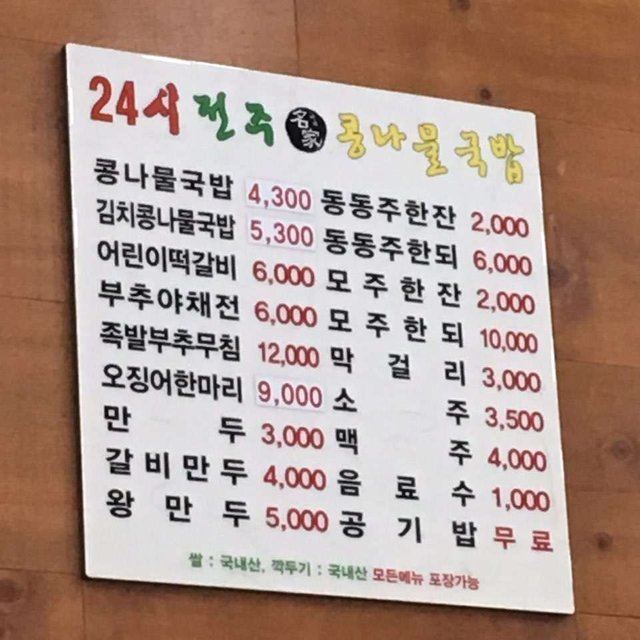 24시 전주 名家 콩나물국밥
콩나물국밥 4,300 동동주한잔 2,000
김치콩나물국밥 5,300 동동주한되 6,000
어린이떡갈비 6,000 모주한잔 2,000
부추야채전 6,000 모주한되 10,000
족발부추무침 12,000 막걸리 3,000
오징어한마리 9,000 소주 3,500
만두 3,000 맥주 4,000
갈비만두 4,000 음료수 1,000
왕만두 5,000 공기밥 무료
쌀 : 국내산, 깍두기 : 국내산 모든메뉴 포장가능